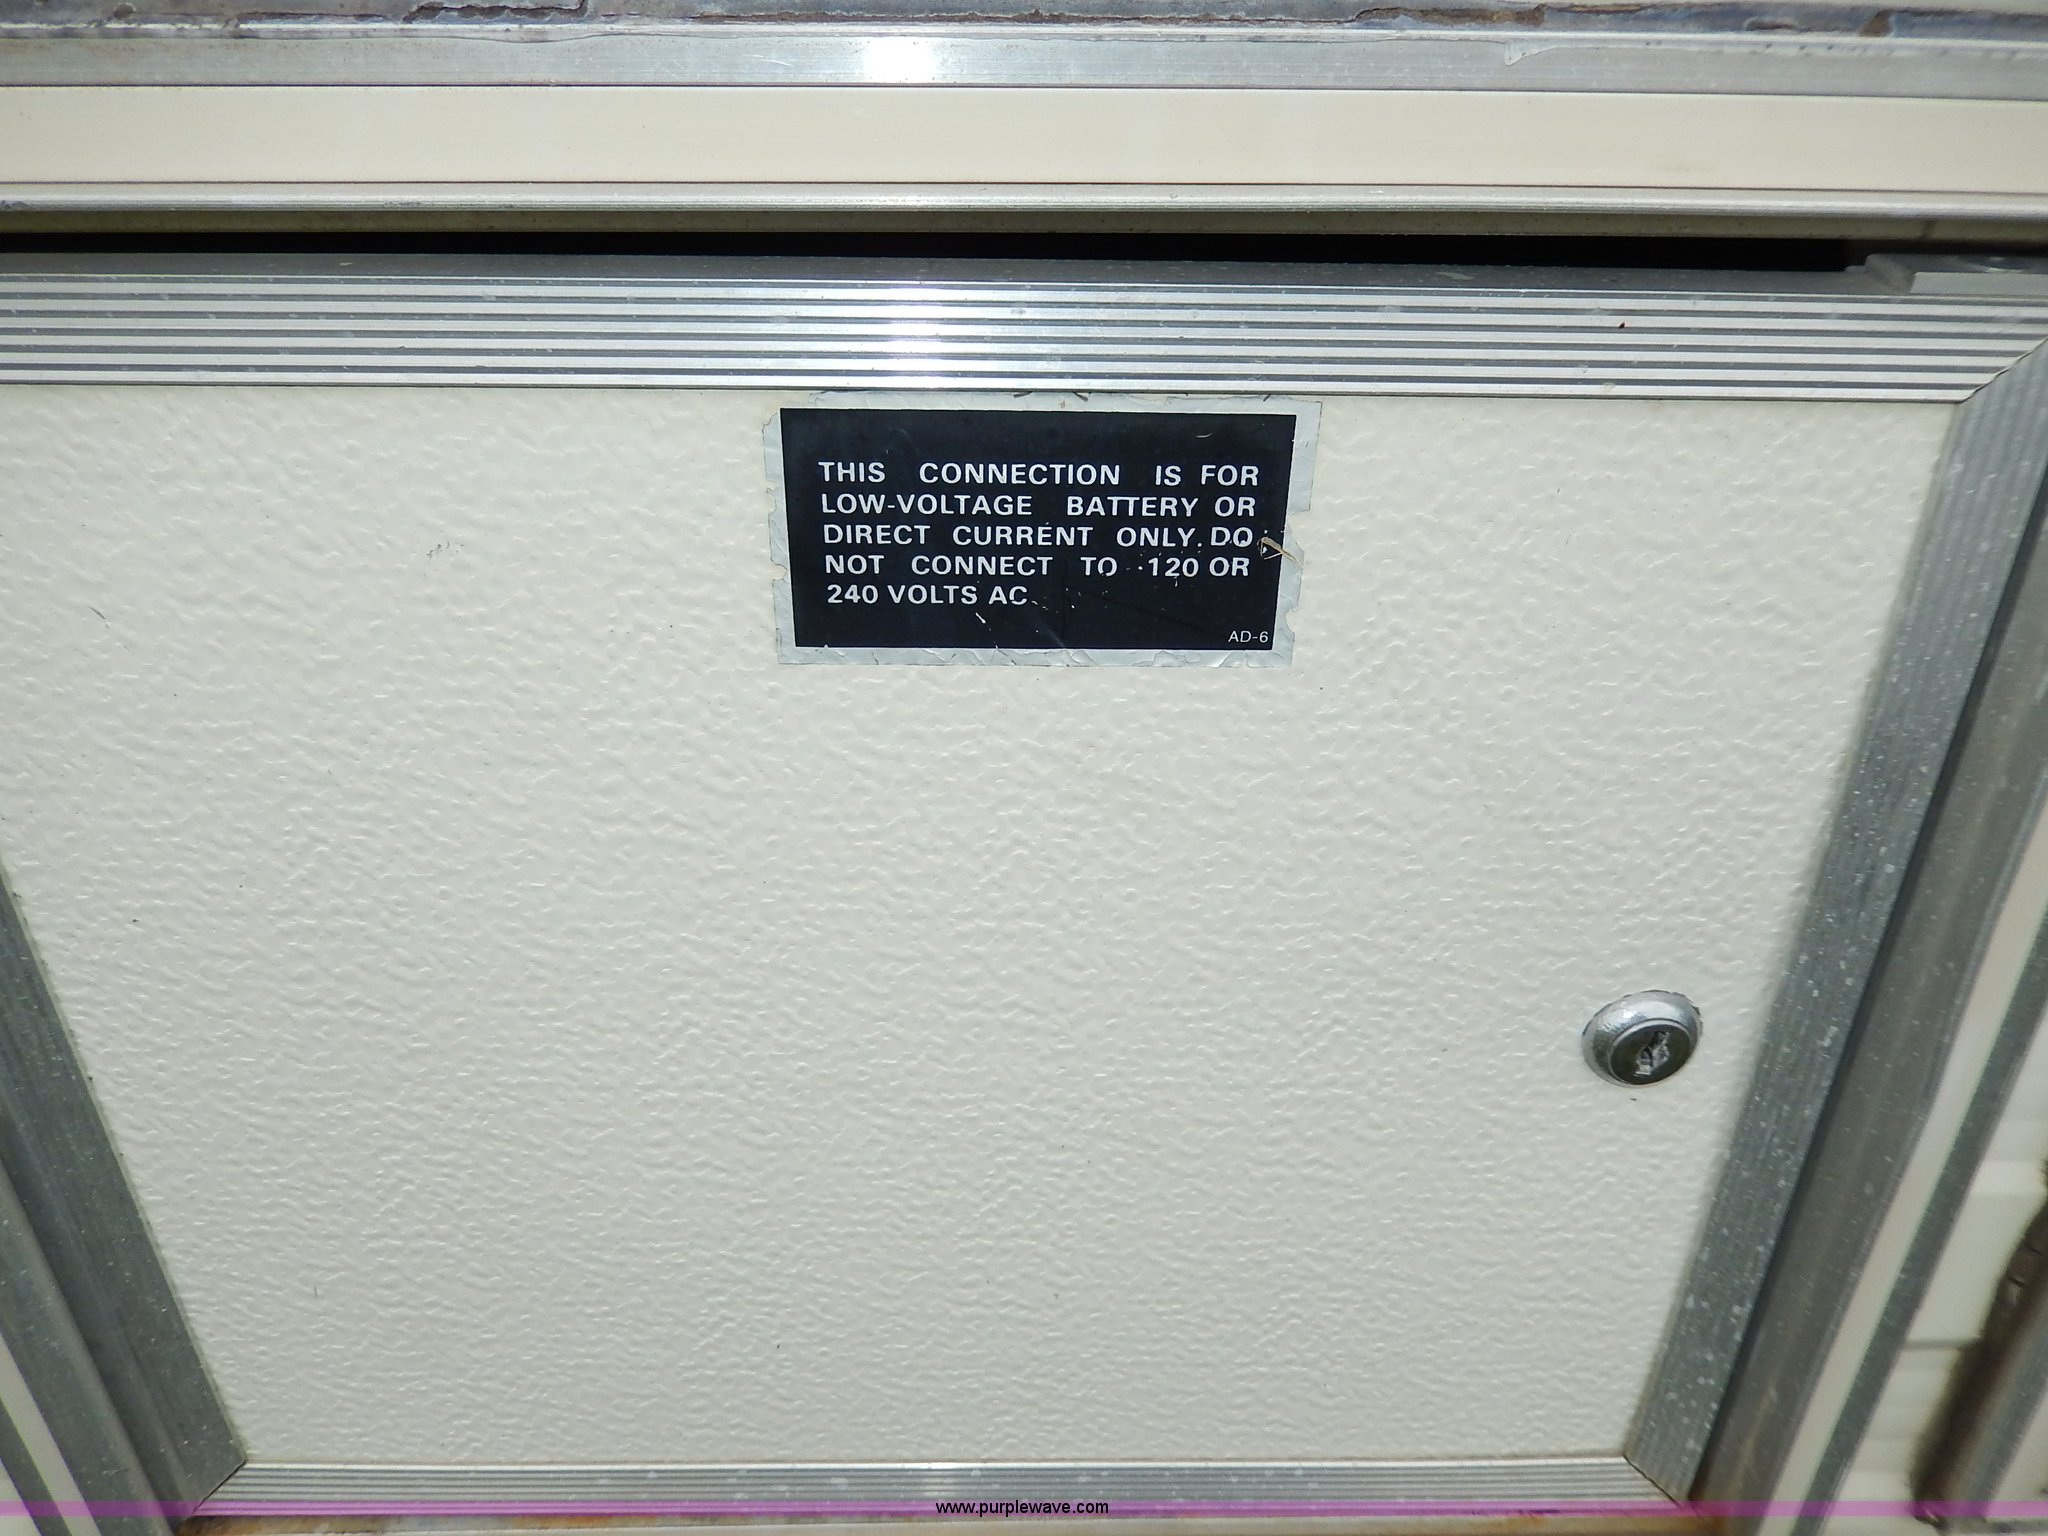 THIS CONNECTION IS FOR
LOW-VOLTAGE BATTERY OR
DIRECT CURRENT ONLY. DO
NOT CONNECT TO 120 OR
240 VOLTS AC
AD-6
www.purplewave.com